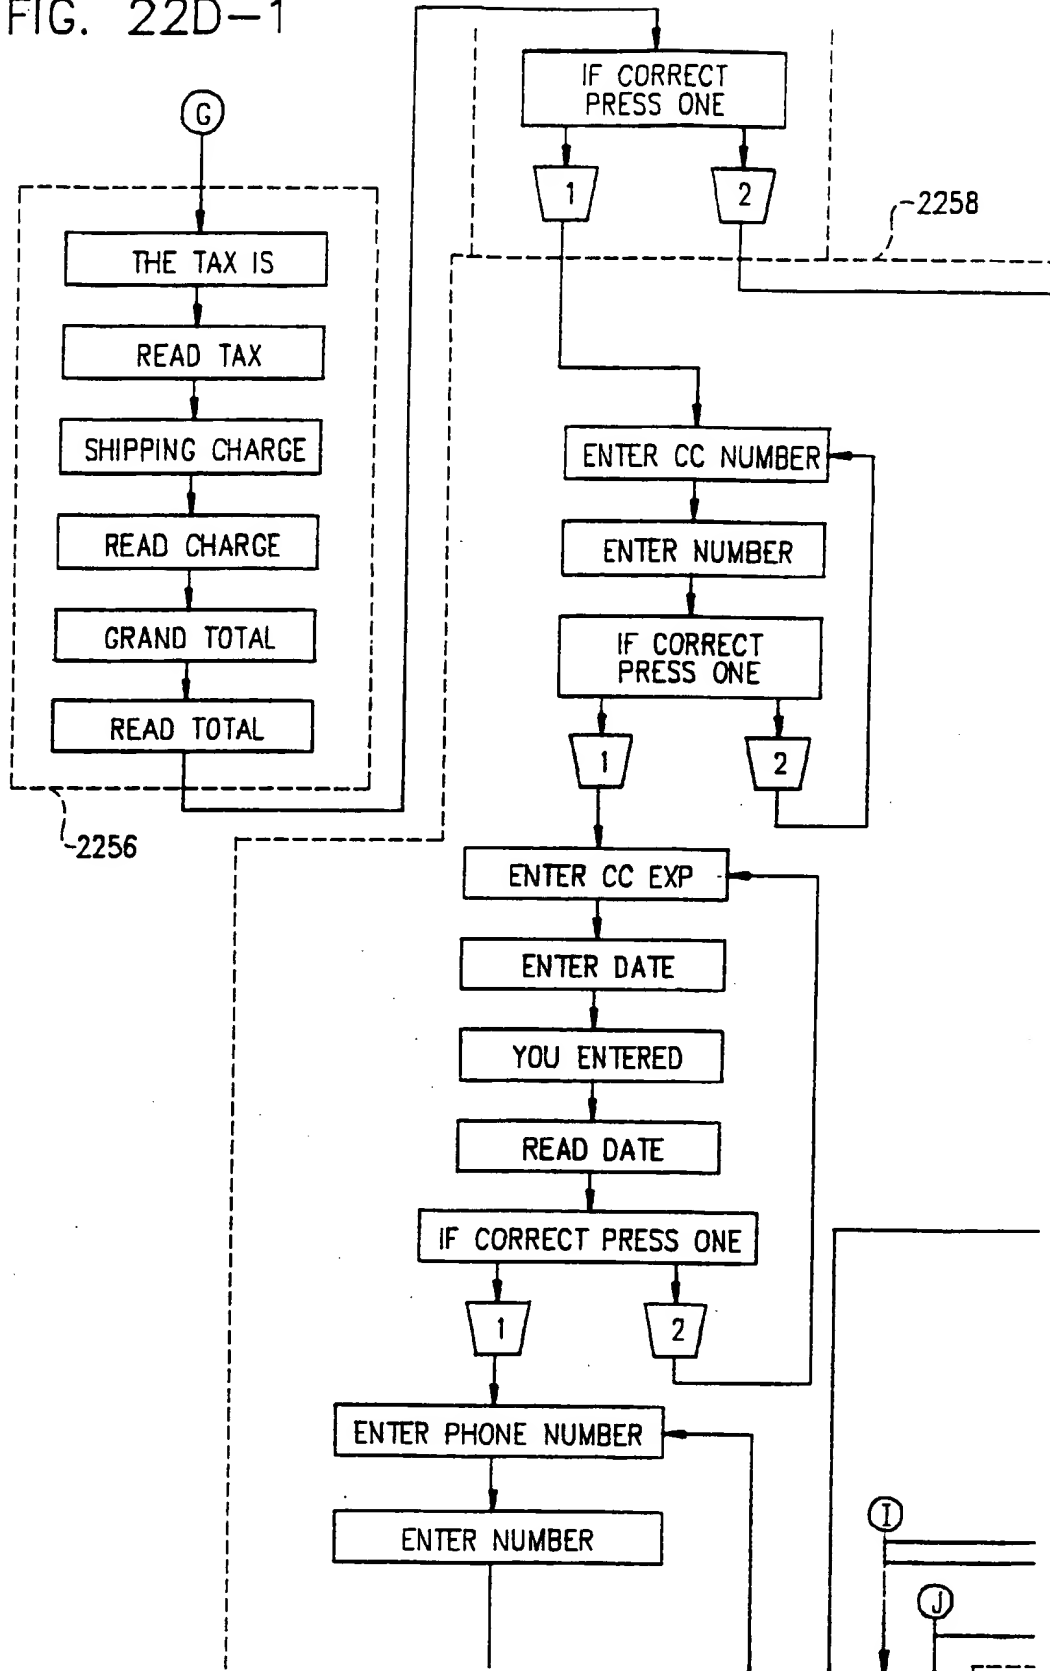 FIG. 22D-1
G
THE TAX IS
READ TAX
SHIPPING CHARGE
READ CHARGE
GRAND TOTAL
READ TOTAL
2256
IF CORRECT
PRESS ONE
1
2
2258
ENTER CC NUMBER
ENTER NUMBER
IF CORRECT
PRESS ONE
1
2
ENTER CC EXP
ENTER DATE
YOU ENTERED
READ DATE
IF CORRECT PRESS ONE
1
2
ENTER PHONE NUMBER
ENTER NUMBER
I
J